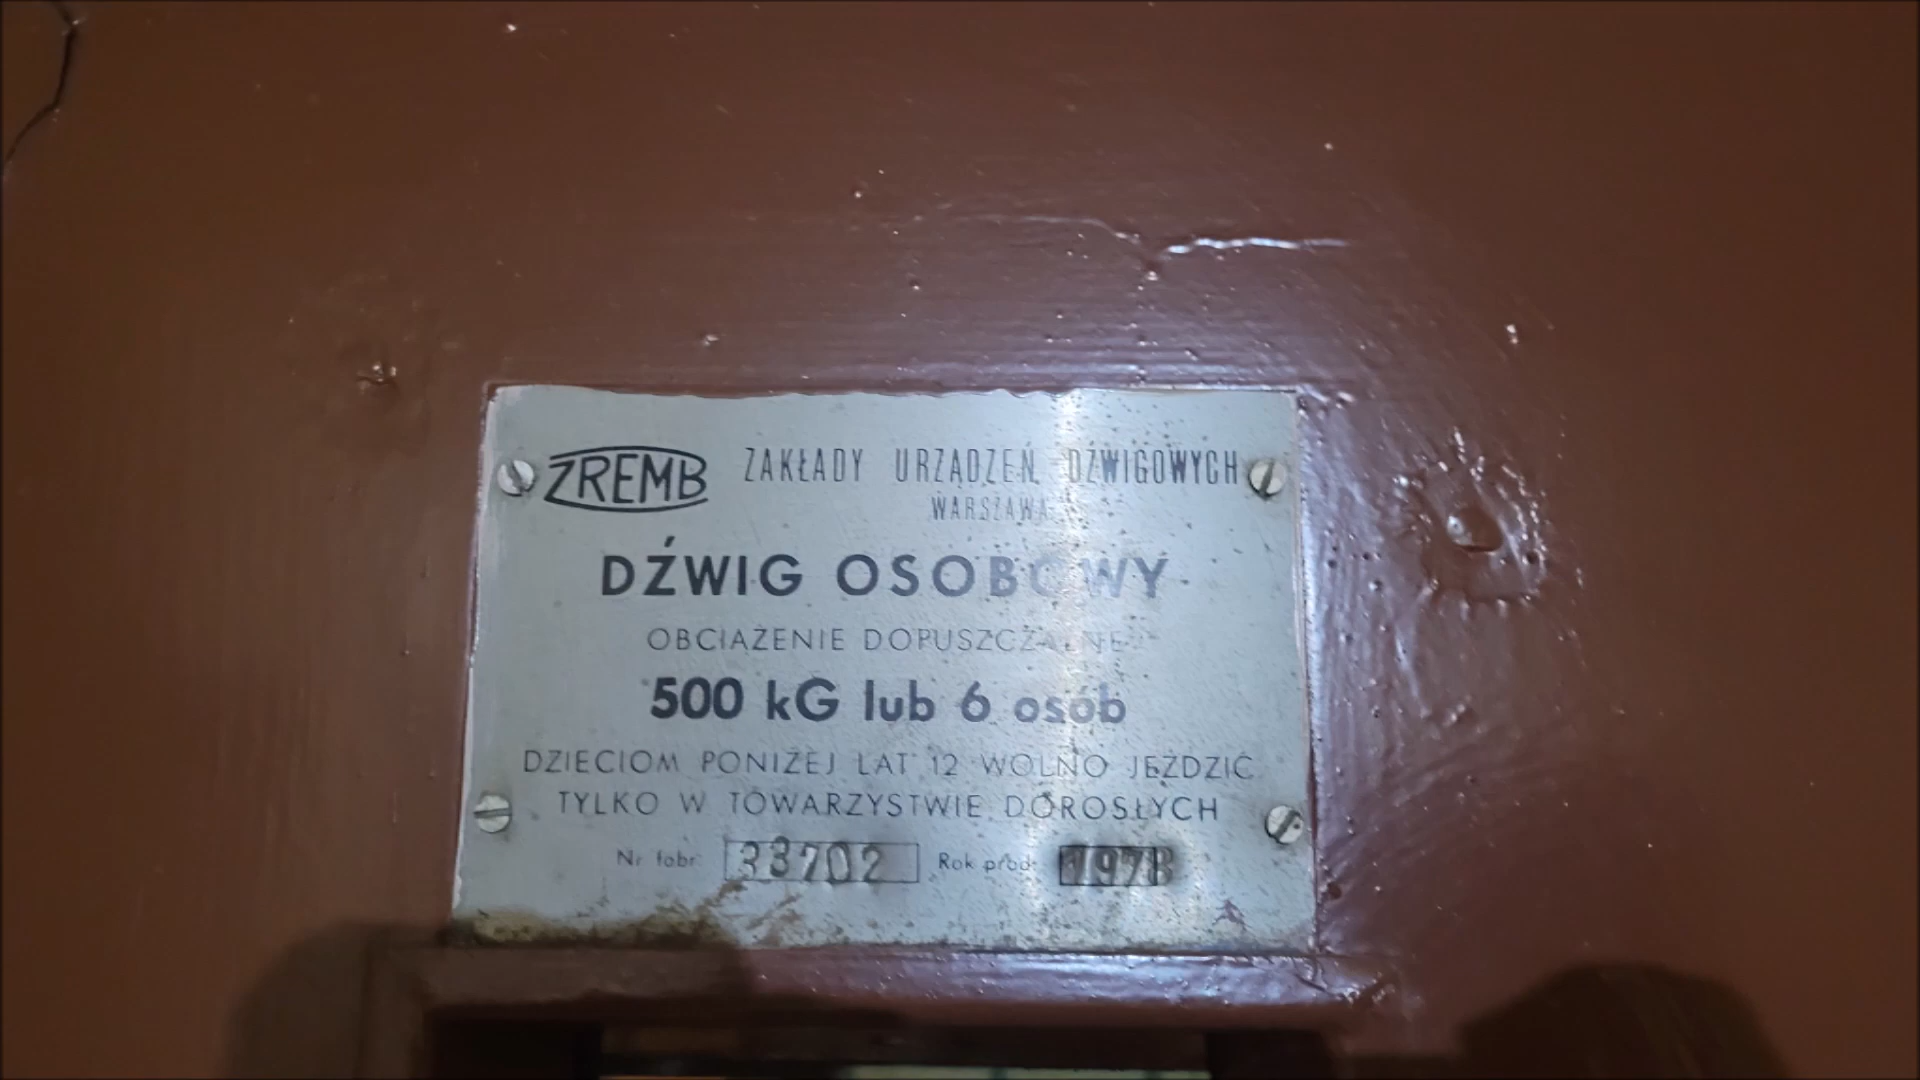 ZREMB ZAKŁADY URZĄDZEŃ DŹWIGOWYCH
WARSZAWA
DŹWIG OSOBOWY
OBCIĄŻENIE DOPUSZCZALNE
500 kG lub 6 osób
DZIECIOM PONIŻEJ LAT 12 WOLNO JEŹDZIĆ
TYLKO W TOWARZYSTWIE DOROSŁYCH
Nr fabr. 33702 Rok prod. 1978